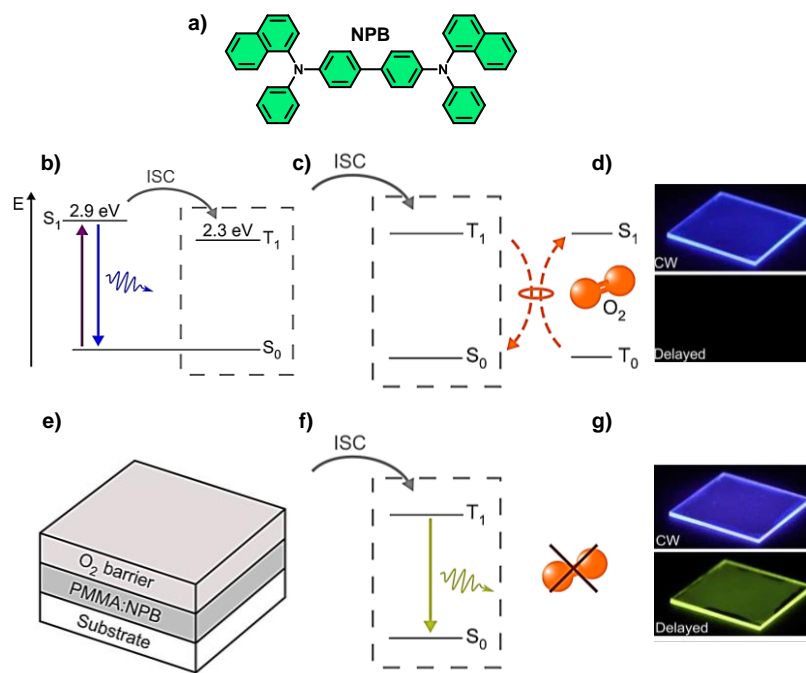 a)
NPB
N
N
b)
ISC
E
S1
2.9 eV
2.3 eV
T1
S0
c)
ISC
T1
S1
O2
S0
T0
d)
CW
Delayed
e)
O2 barrier
PMMA:NPB
Substrate
f)
ISC
T1
S0
g)
CW
Delayed